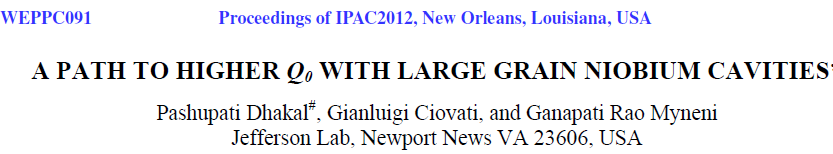 WEPPC091 Proceedings of IPAC2012, New Orleans, Louisiana, USA
A PATH TO HIGHER Q0 WITH LARGE GRAIN NIOBIUM CAVITIES*
Pashupati Dhakal#, Gianluigi Ciovati, and Ganapati Rao Myneni
Jefferson Lab, Newport News VA 23606, USA